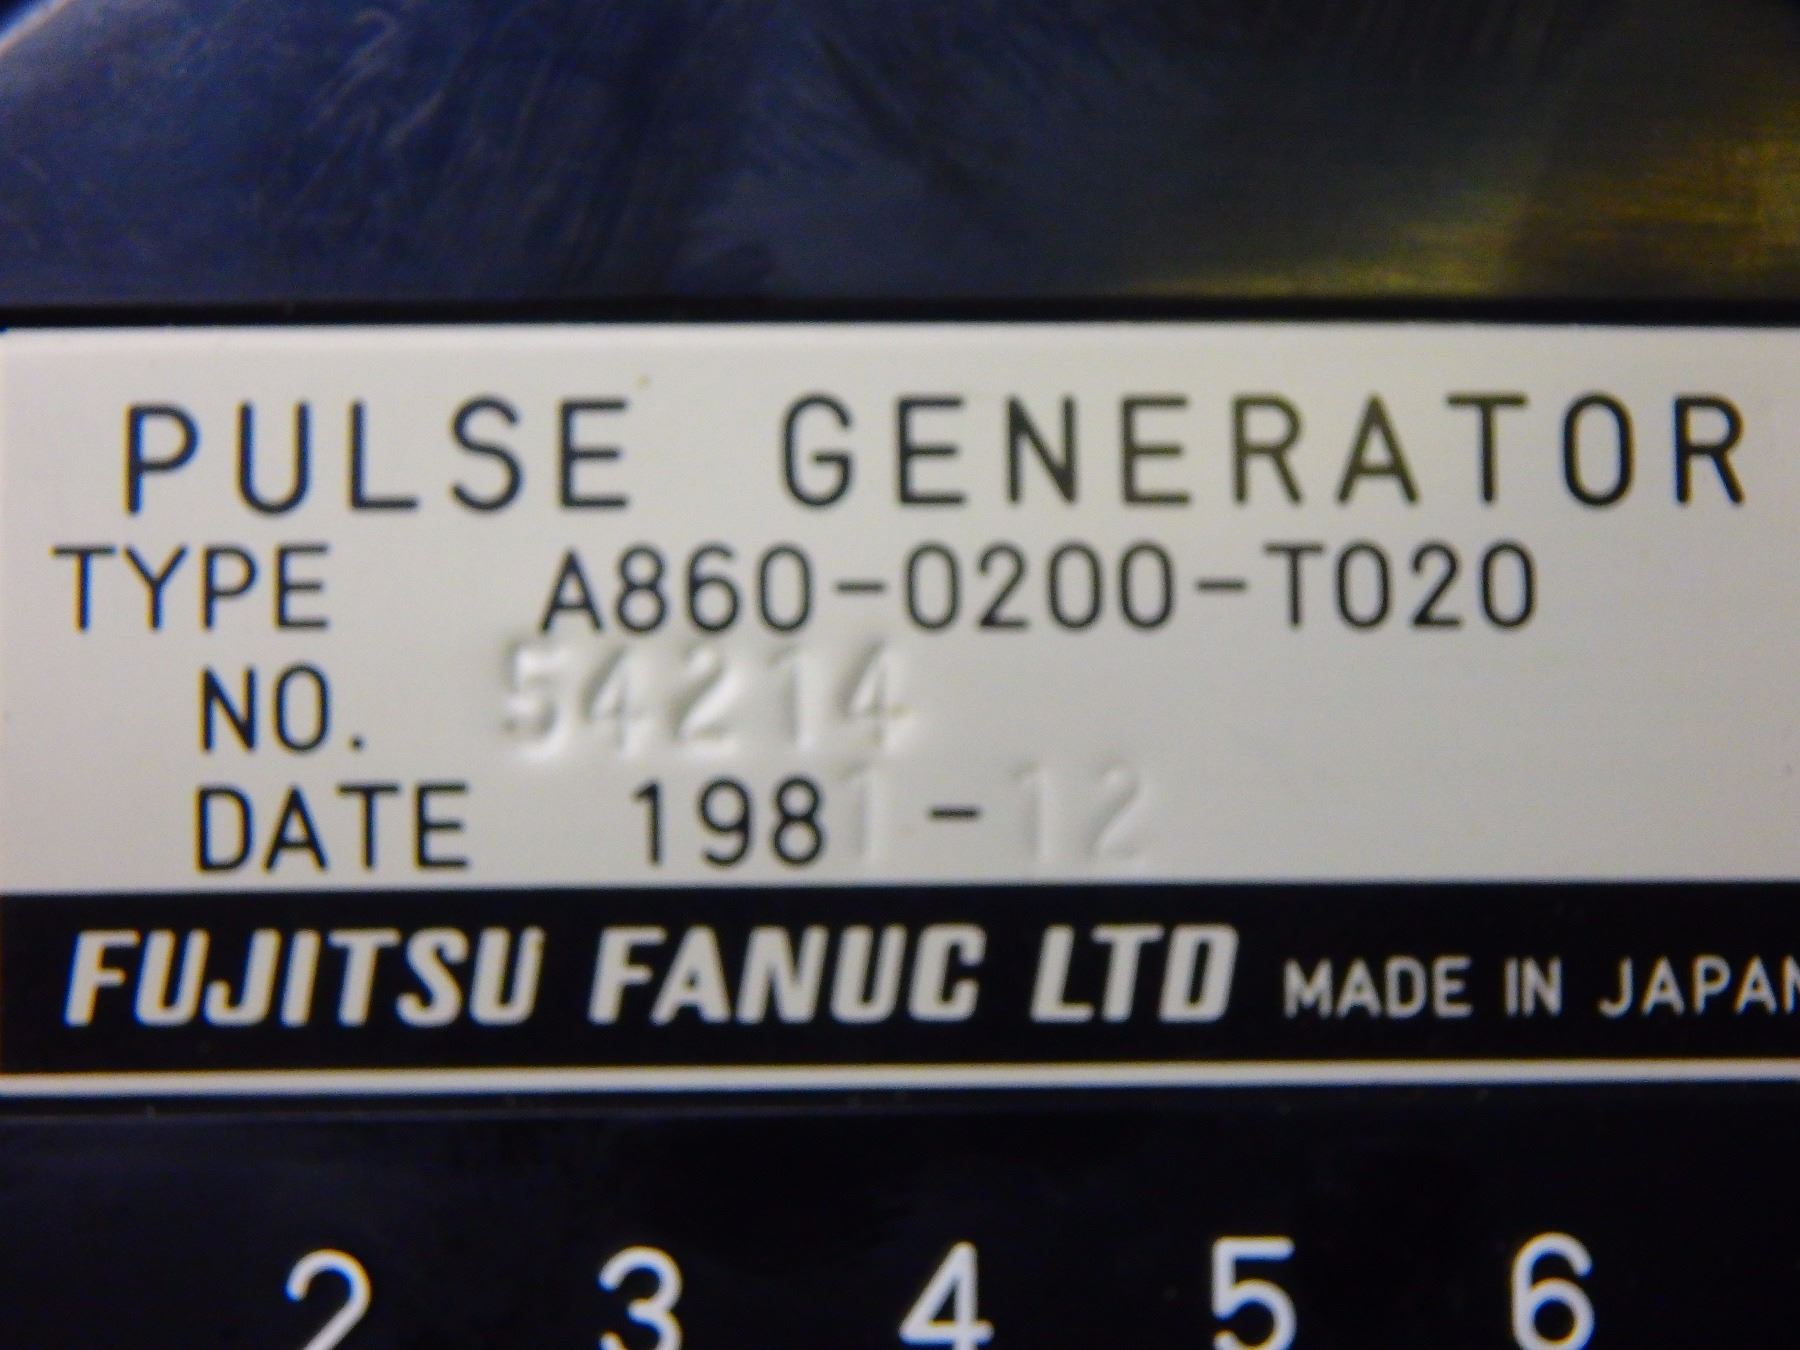 PULSE GENERATOR
TYPE A860-0200-T020
NO. 54214
DATE 1981-12
FUJITSU FANUC LTD MADE IN JAPAN
2 3 4 5 6